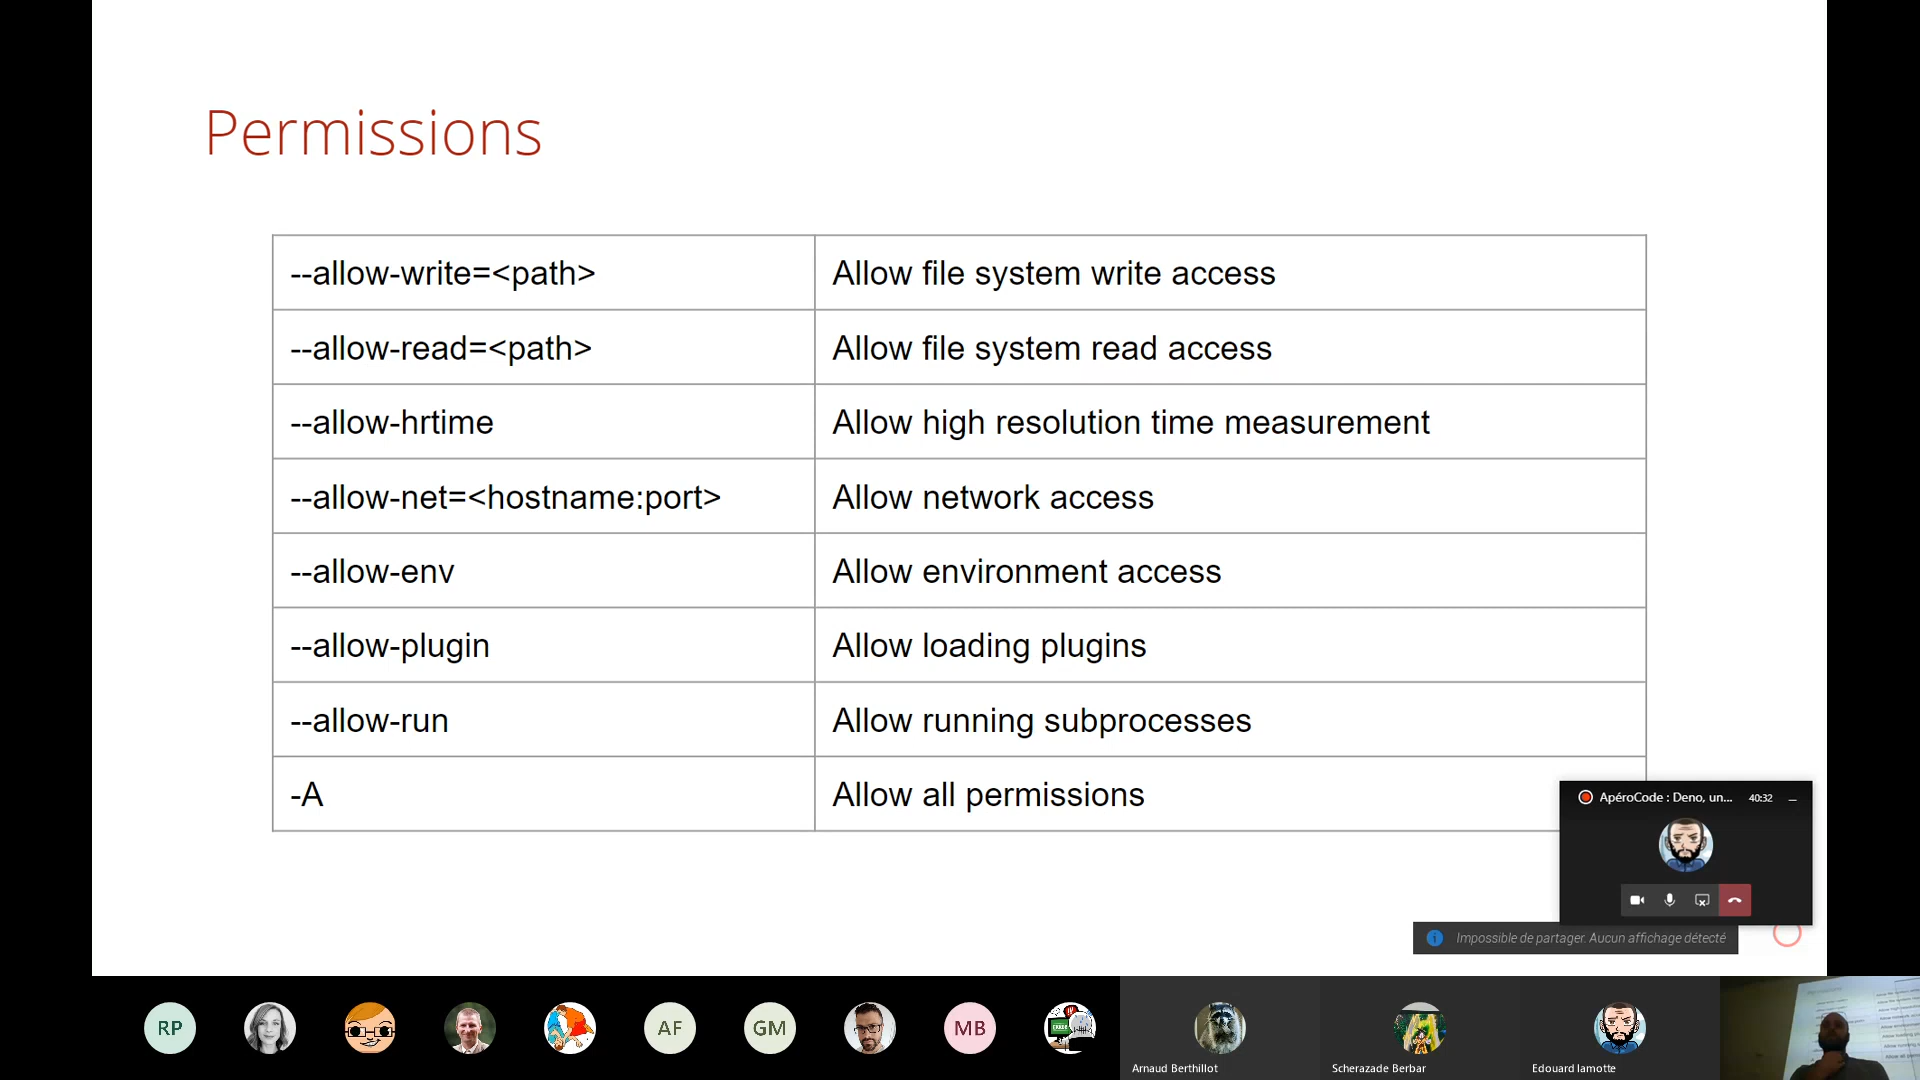 Permissions
--allow-write=<path> Allow file system write access
--allow-read=<path> Allow file system read access
--allow-hrtime Allow high resolution time measurement
--allow-net=<hostname:port> Allow network access
--allow-env Allow environment access
--allow-plugin Allow loading plugins
--allow-run Allow running subprocesses
-A Allow all permissions
ApéroCode : Deno, un... 40:32
Impossible de partager. Aucun affichage détecté
RP AF GM MB
Arnaud Berthillot Scherazade Berbar Edouard lamotte